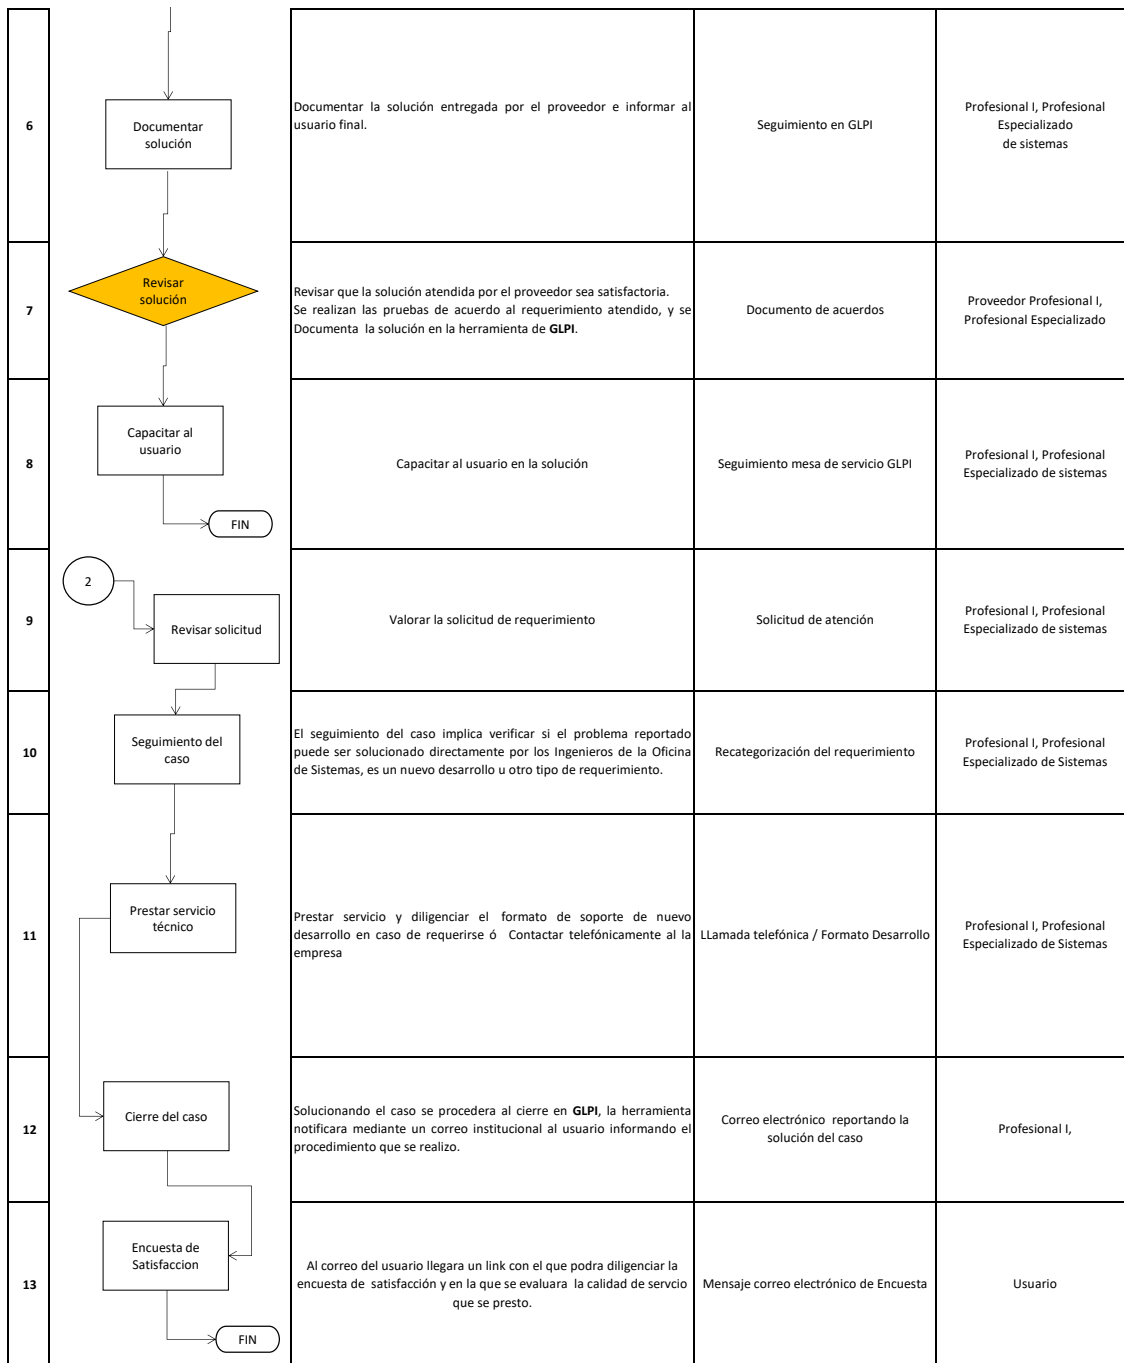 6
Documentar
solución
Documentar la solución entregada por el proveedor e informar al
usuario final.
Seguimiento en GLPI
Profesional I, Profesional
Especializado
de sistemas
7
Revisar
solución
Revisar que la solución atendida por el proveedor sea satisfactoria.
Se realizan las pruebas de acuerdo al requerimiento atendido, y se
Documenta la solución en la herramienta de GLPI.
Documento de acuerdos
Proveedor Profesional I,
Profesional Especializado
8
Capacitar al
usuario
FIN
Capacitar al usuario en la solución
Seguimiento mesa de servicio GLPI
Profesional I, Profesional
Especializado de sistemas
9
2
Revisar solicitud
Valorar la solicitud de requerimiento
Solicitud de atención
Profesional I, Profesional
Especializado de sistemas
10
Seguimiento del
caso
El seguimiento del caso implica verificar si el problema reportado
puede ser solucionado directamente por los Ingenieros de la Oficina
de Sistemas, es un nuevo desarrollo u otro tipo de requerimiento.
Recategorización del requerimiento
Profesional I, Profesional
Especializado de Sistemas
11
Prestar servicio
técnico
Prestar servicio y diligenciar el formato de soporte de nuevo
desarrollo en caso de requerirse ó Contactar telefónicamente al la
empresa
LLamada telefónica / Formato Desarrollo
Profesional I, Profesional
Especializado de Sistemas
12
Cierre del caso
Solucionando el caso se procedera al cierre en GLPI, la herramienta
notificara mediante un correo institucional al usuario informando el
procedimiento que se realizo.
Correo electrónico reportando la
solución del caso
Profesional I,
13
Encuesta de
Satisfaccion
FIN
Al correo del usuario llegara un link con el que podra diligenciar la
encuesta de satisfacción y en la que se evaluara la calidad de servcio
que se presto.
Mensaje correo electrónico de Encuesta
Usuario